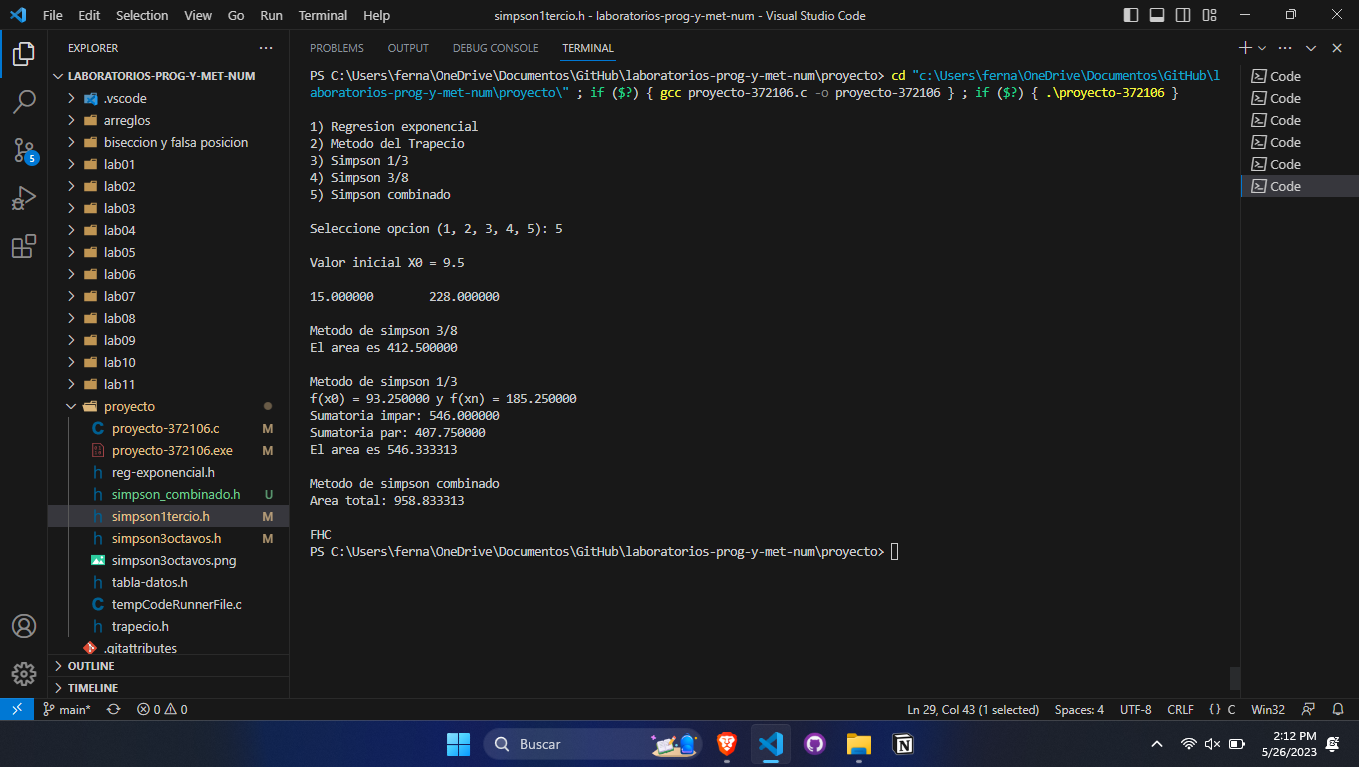 File Edit Selection View Go Run Terminal Help
simpson1tercio.h - laboratorios-prog-y-met-num - Visual Studio Code
EXPLORER
LABORATORIOS-PROG-Y-MET-NUM
.vscode
arreglos
biseccion y falsa posicion
lab01
lab02
lab03
lab04
lab05
lab06
lab07
lab08
lab09
lab10
lab11
proyecto
proyecto-372106.c M
proyecto-372106.exe M
reg-exponencial.h
simpson_combinado.h U
simpson1tercio.h M
simpson3octavos.h M
simpson3octavos.png
tabla-datos.h
tempCodeRunnerFile.c
trapecio.h
.gitattributes
OUTLINE
TIMELINE
5
PROBLEMS OUTPUT DEBUG CONSOLE TERMINAL
PS C:\Users\ferna\OneDrive\Documentos\GitHub\laboratorios-prog-y-met-num\proyecto> cd "c:\Users\ferna\OneDrive\Documentos\GitHub\l
aboratorios-prog-y-met-num\proyecto\" ; if ($?) { gcc proyecto-372106.c -o proyecto-372106 } ; if ($?) { .\proyecto-372106 }
1) Regresion exponencial
2) Metodo del Trapecio
3) Simpson 1/3
4) Simpson 3/8
5) Simpson combinado
Seleccione opcion (1, 2, 3, 4, 5): 5
Valor inicial X0 = 9.5
15.000000 228.000000
Metodo de simpson 3/8
El area es 412.500000
Metodo de simpson 1/3
f(x0) = 93.250000 y f(xn) = 185.250000
Sumatoria impar: 546.000000
Sumatoria par: 407.750000
El area es 546.333313
Metodo de simpson combinado
Area total: 958.833313
FHC
PS C:\Users\ferna\OneDrive\Documentos\GitHub\laboratorios-prog-y-met-num\proyecto>
Code
Code
Code
Code
Code
Code
main* 0 0
Ln 29, Col 43 (1 selected) Spaces: 4 UTF-8 CRLF {} C Win32
Buscar
2:12 PM
5/26/2023